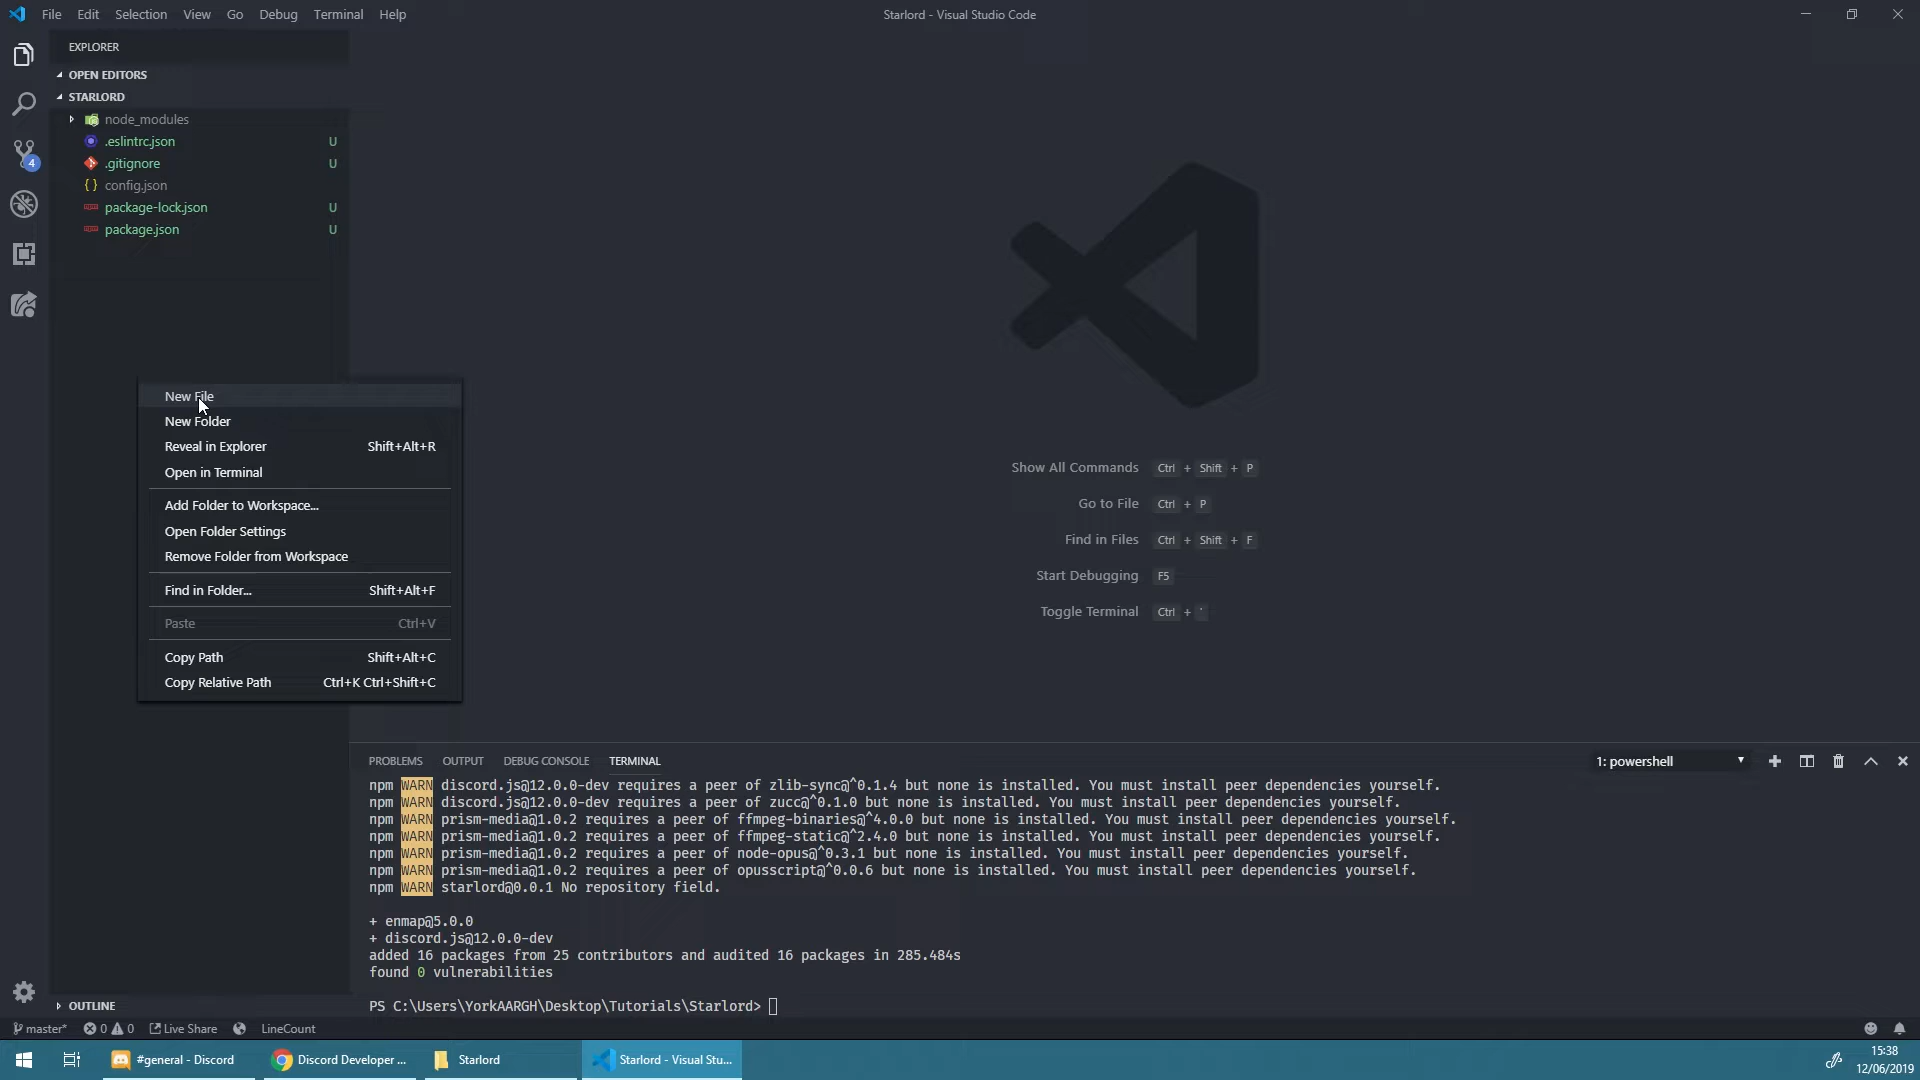 File Edit Selection View Go Debug Terminal Help
Starlord - Visual Studio Code
EXPLORER
OPEN EDITORS
STARLORD
node_modules
.eslintrc.json U
.gitignore U
config.json
package-lock.json U
package.json U
4
New File
New Folder
Reveal in Explorer Shift+Alt+R
Open in Terminal
Add Folder to Workspace...
Open Folder Settings
Remove Folder from Workspace
Find in Folder... Shift+Alt+F
Paste Ctrl+V
Copy Path Shift+Alt+C
Copy Relative Path Ctrl+K Ctrl+Shift+C
Show All Commands Ctrl + Shift + P
Go to File Ctrl + P
Find in Files Ctrl + Shift + F
Start Debugging F5
Toggle Terminal Ctrl + '
PROBLEMS OUTPUT DEBUG CONSOLE TERMINAL
1: powershell
npm WARN discord.js@12.0.0-dev requires a peer of zlib-sync@^0.1.4 but none is installed. You must install peer dependencies yourself.
npm WARN discord.js@12.0.0-dev requires a peer of zucc@^0.1.0 but none is installed. You must install peer dependencies yourself.
npm WARN prism-media@1.0.2 requires a peer of ffmpeg-binaries@^4.0.0 but none is installed. You must install peer dependencies yourself.
npm WARN prism-media@1.0.2 requires a peer of ffmpeg-static@^2.4.0 but none is installed. You must install peer dependencies yourself.
npm WARN prism-media@1.0.2 requires a peer of node-opus@^0.3.1 but none is installed. You must install peer dependencies yourself.
npm WARN prism-media@1.0.2 requires a peer of opusscript@^0.0.6 but none is installed. You must install peer dependencies yourself.
npm WARN starlord@0.0.1 No repository field.
+ enmap@5.0.0
+ discord.js@12.0.0-dev
added 16 packages from 25 contributors and audited 16 packages in 285.484s
found 0 vulnerabilities
PS C:\Users\YorkAARGH\Desktop\Tutorials\Starlord>
OUTLINE
master* 0 0 Live Share LineCount
#general - Discord
Discord Developer ...
Starlord
Starlord - Visual Stu...
15:38
12/06/2019